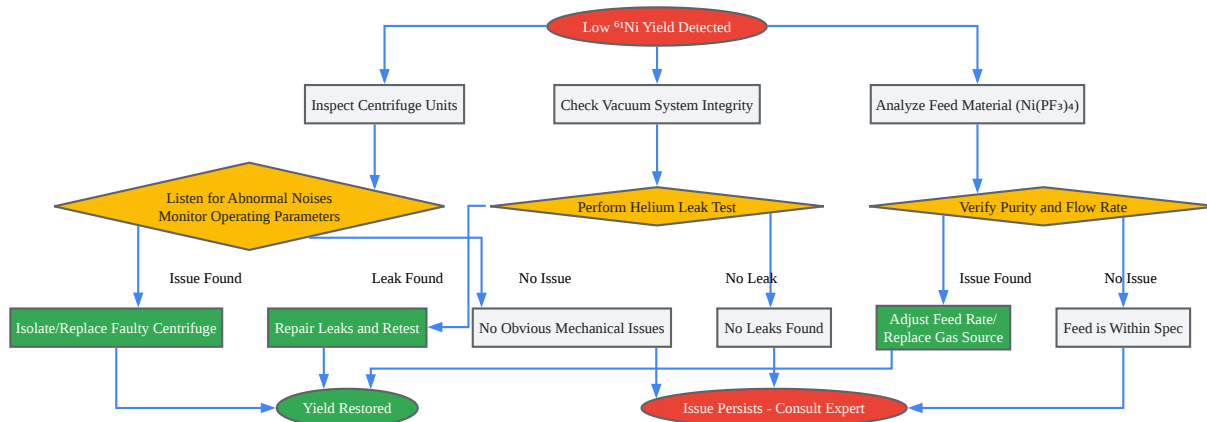 Low ⁶¹Ni Yield Detected
Inspect Centrifuge Units
Check Vacuum System Integrity
Analyze Feed Material (Ni(PF₃)₄)
Listen for Abnormal Noises
Monitor Operating Parameters
Perform Helium Leak Test
Verify Purity and Flow Rate
Issue Found
Leak Found
No Issue
No Leak
Issue Found
No Issue
Isolate/Replace Faulty Centrifuge
Repair Leaks and Retest
No Obvious Mechanical Issues
No Leaks Found
Adjust Feed Rate/
Replace Gas Source
Feed is Within Spec
Yield Restored
Issue Persists - Consult Expert